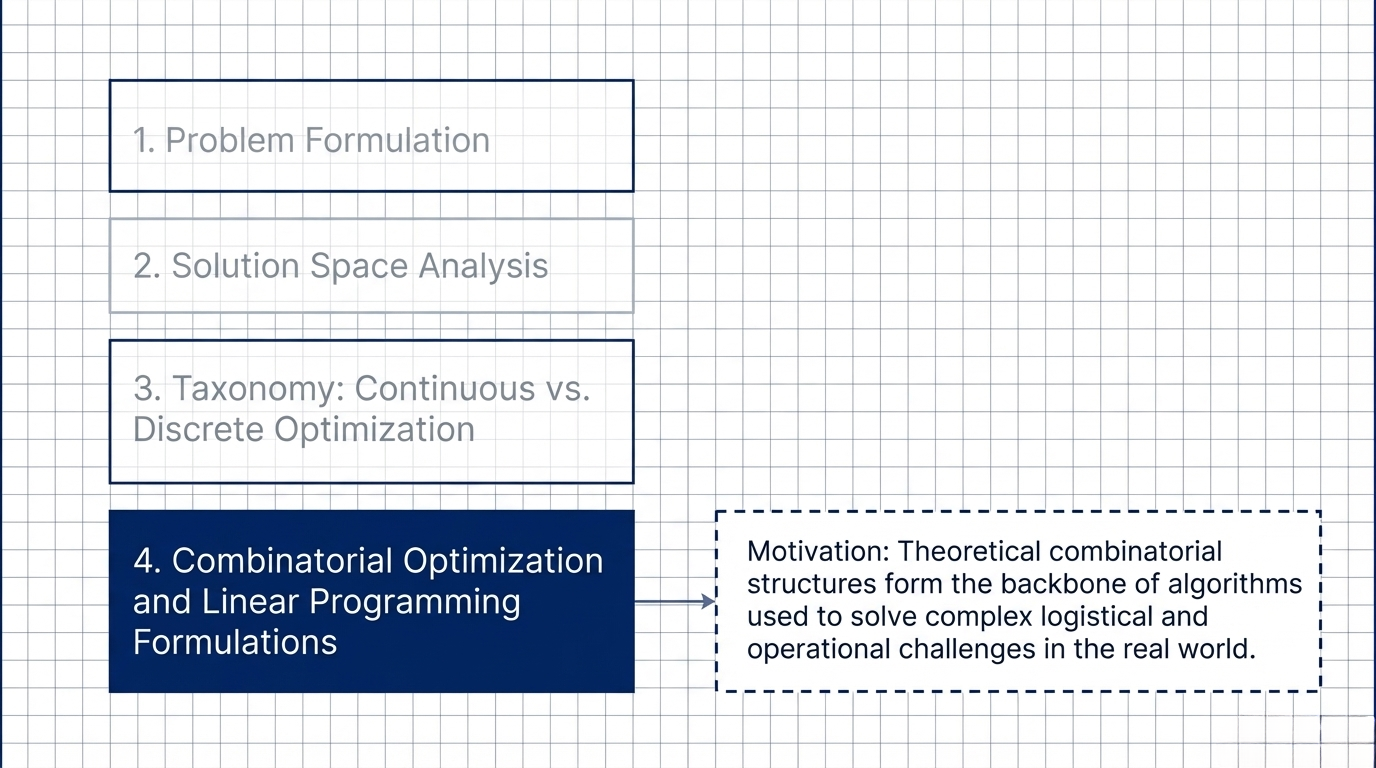 1. Problem Formulation
2. Solution Space Analysis
3. Taxonomy: Continuous vs.
Discrete Optimization
4. Combinatorial Optimization
and Linear Programming
Formulations
Motivation: Theoretical combinatorial
structures form the backbone of algorithms
used to solve complex logistical and
operational challenges in the real world.